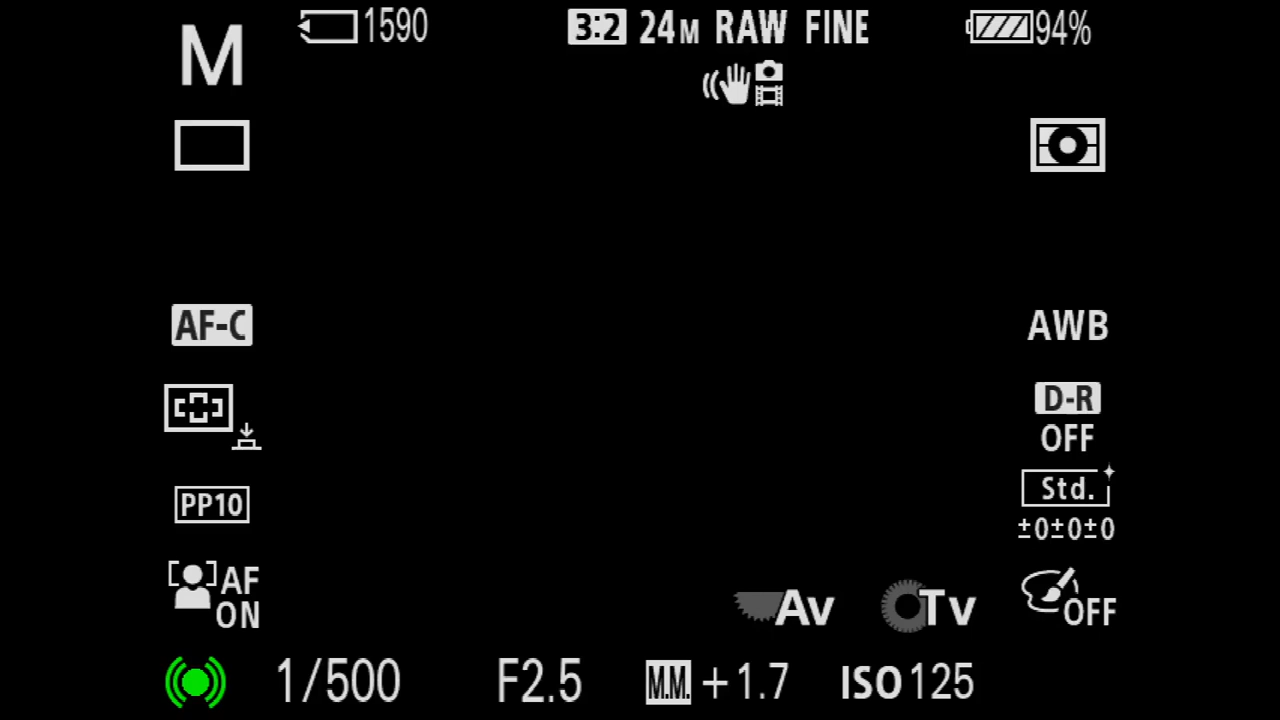 M 1590 3:2 24M RAW FINE 94%
AF-C AWB
D-R
OFF
PP10 Std.
±0±0±0
AF
ON Av Tv OFF
1/500 F2.5 M.M. +1.7 ISO 125